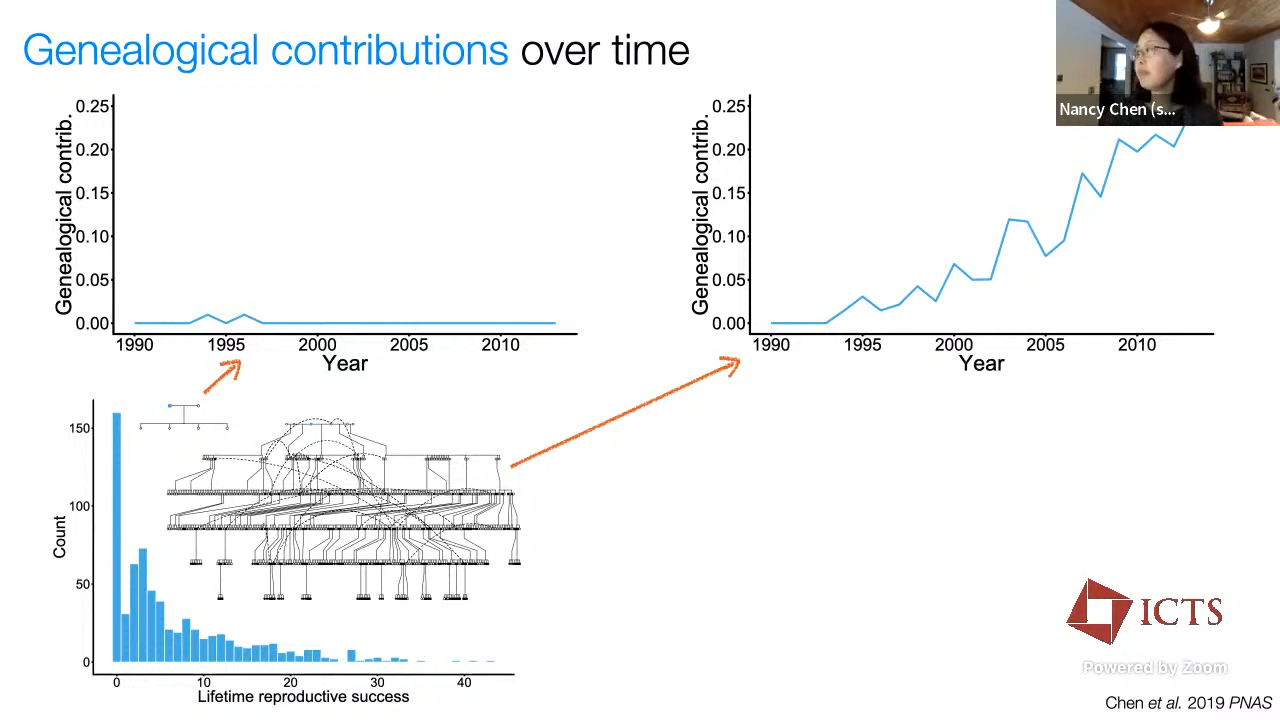 Genealogical contributions over time
Nancy Chen (s...
Genealogical contrib.
0.25
0.20
0.15
0.10
0.05
0.00
1990
1995
2000
2005
2010
Year
Genealogical contrib.
0.25
0.20
0.15
0.10
0.05
0.00
1990
1995
2000
2005
2010
Year
Count
150
100
50
0
0
10
20
30
40
Lifetime reproductive success
ICTS
Powered by Zoom
Chen et al. 2019 PNAS